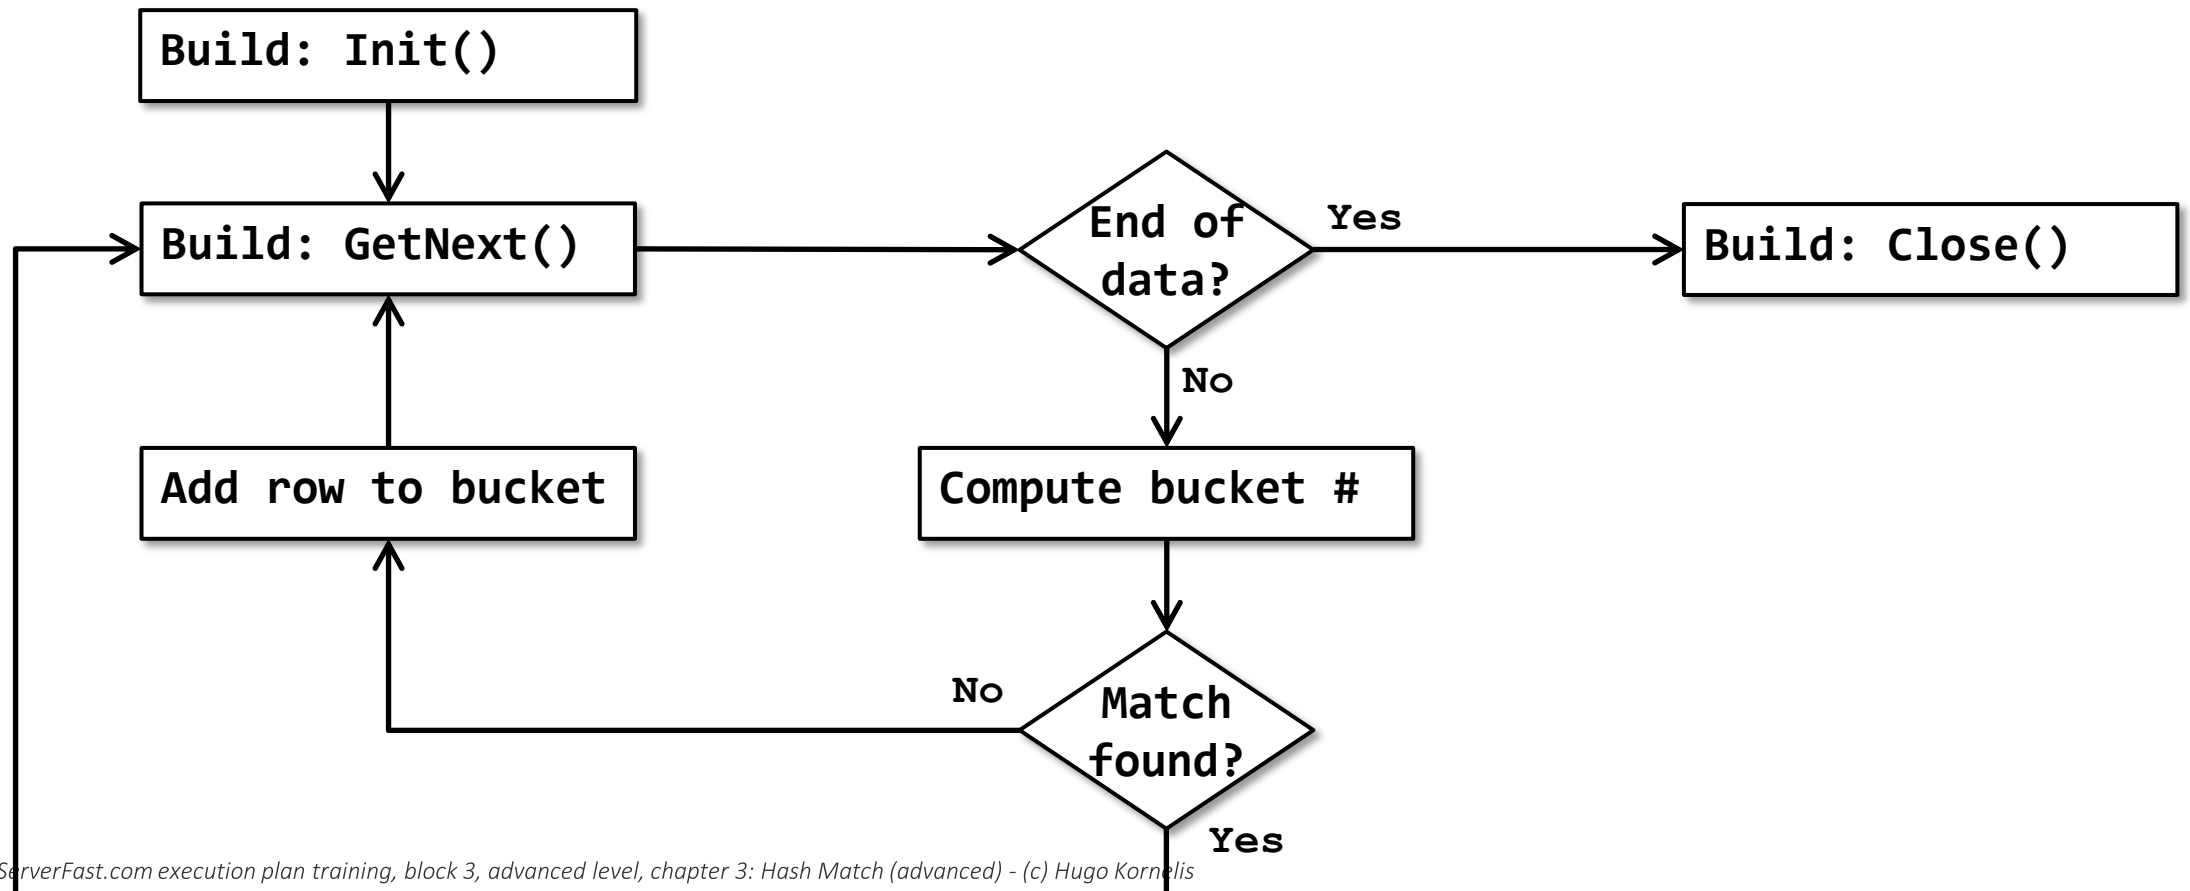 Build: Init()
Build: GetNext()
End of
data?
Yes
Build: Close()
No
Add row to bucket
Compute bucket #
No
Match
found?
Yes
ServerFast.com execution plan training, block 3, advanced level, chapter 3: Hash Match (advanced) - (c) Hugo Kornelis